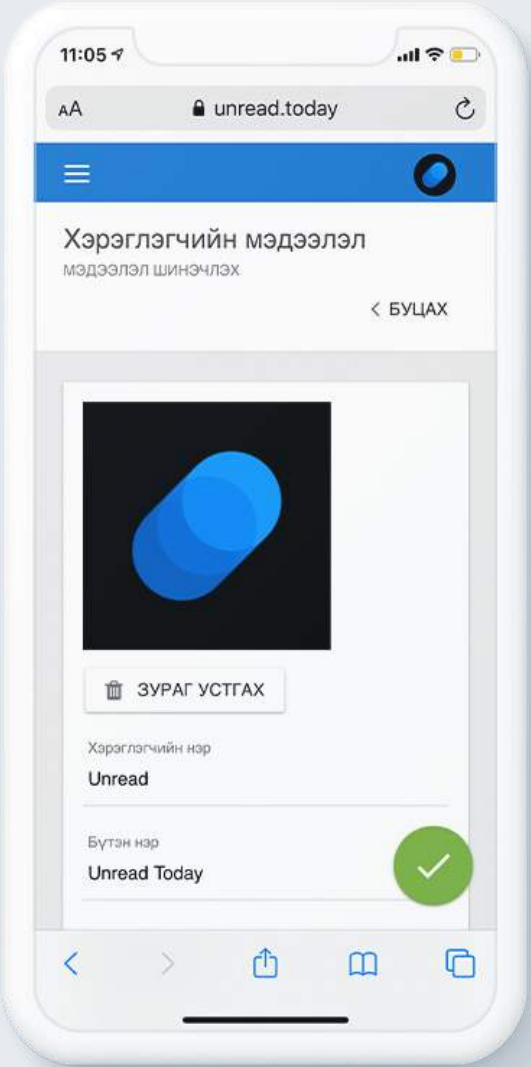 11:05
AA unread.today
Хэрэглэгчийн мэдээлэл
мэдээлэл шинэчлэх
< БУЦАХ
ЗУРАГ УСТГАХ
Хэрэглэгчийн нэр
Unread
Бүтэн нэр
Unread Today